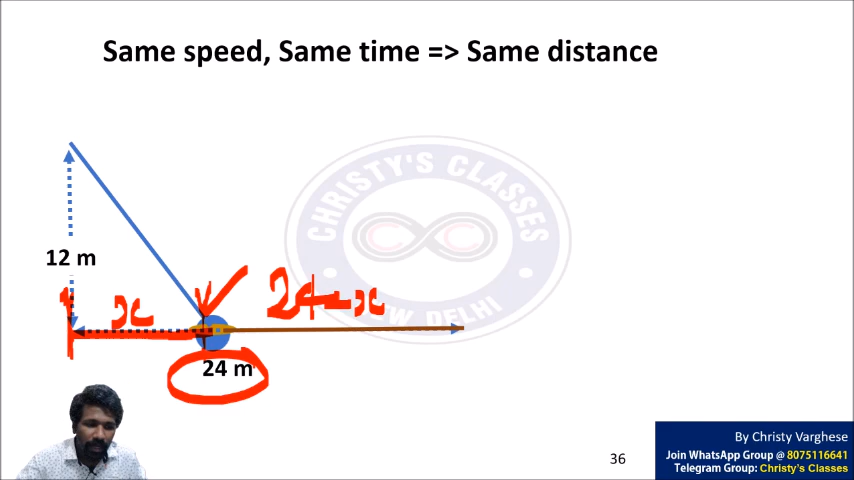 Same speed, Same time => Same distance
CHRISTY'S CLASSES
12 m
x
24-x
NEW DELHI
24 m
By Christy Varghese
36
Join WhatsApp Group @ 8075116641
Telegram Group: Christy's Classes